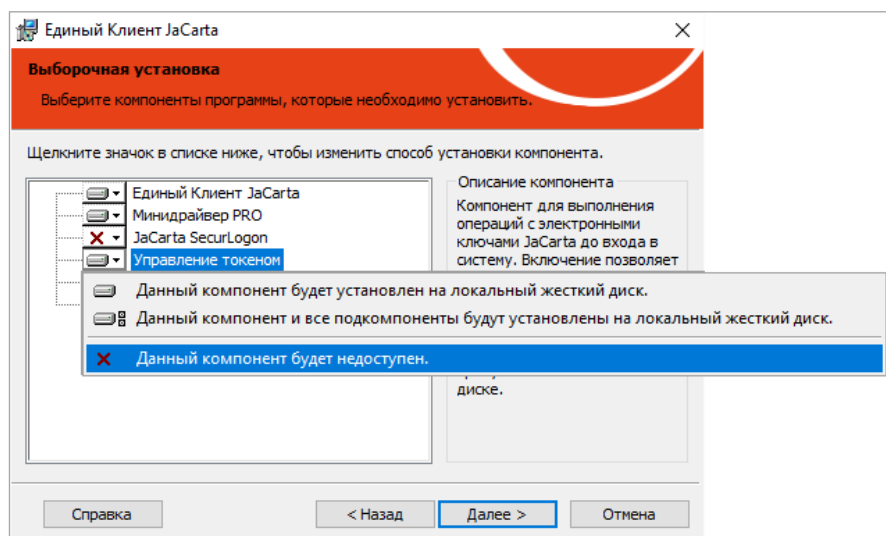 Единый Клиент JaCarta
Выборочная установка
Выберите компоненты программы, которые необходимо установить.
Щелкните значок в списке ниже, чтобы изменить способ установки компонента.
Единый Клиент JaCarta
Минидрайвер PRO
JaCarta SecurLogon
Управление токеном
Описание компонента
Компонент для выполнения
операций с электронными
ключами JaCarta до входа в
систему. Включение позволяет
Данный компонент будет установлен на локальный жесткий диск.
Данный компонент и все подкомпоненты будут установлены на локальный жесткий диск.
Данный компонент будет недоступен.
диске.
Справка
< Назад
Далее >
Отмена